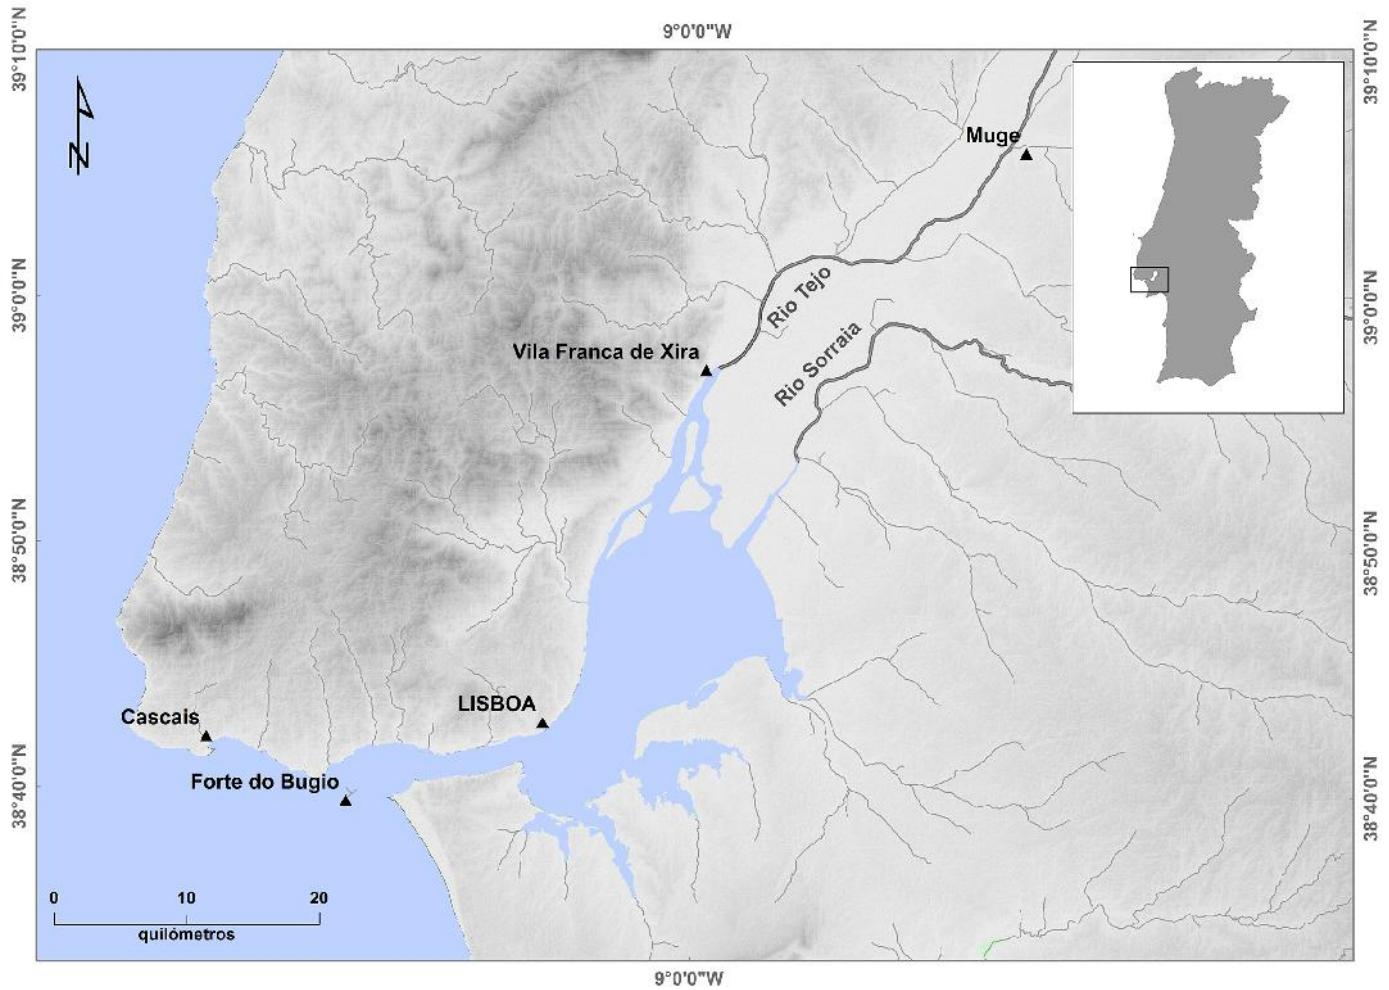 9°0'0"W
39°10'0"N
39°10'0"N
Muge
Rio Tejo
39°0'0"N
39°0'0"N
Rio Sorraia
Vila Franca de Xira
38°50'0"N
38°50'0"N
LISBOA
Cascais
Forte do Bugio
38°40'0"N
38°40'0"N
0 10 20
quilómetros
N
9°0'0"W